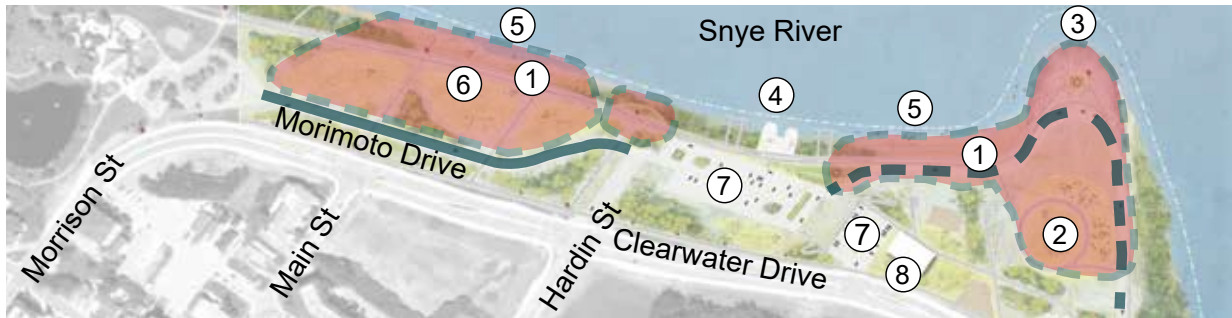 5
Snye River
3
6
1
4
5
Morimoto Drive
1
7
Morrison St
Main St
Hardin St
7
2
Clearwater Drive
8